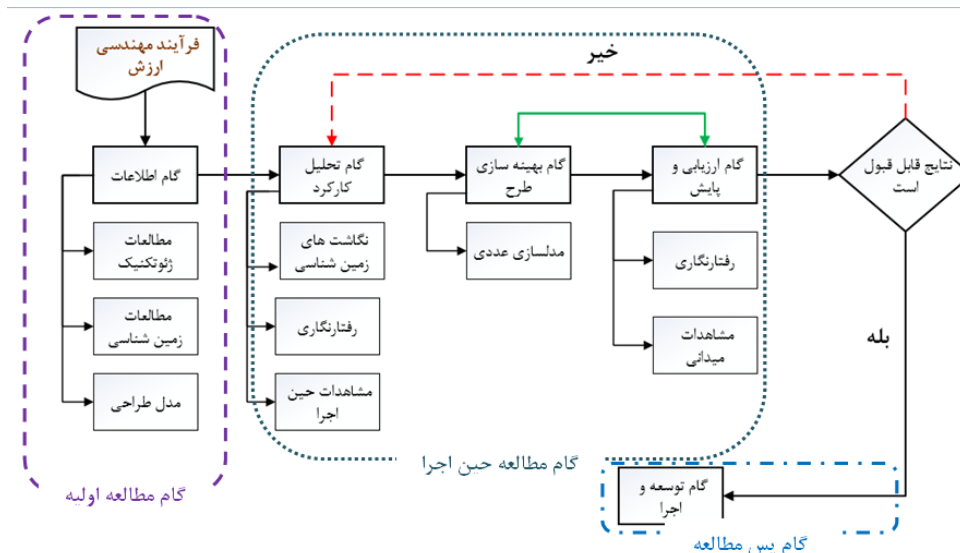 فرآیند مهندسی
ارزش
خیر
گام اطلاعات
گام تحلیل
کارکرد
گام بهینه سازی
طرح
گام ارزیابی و
پایش
نتایج قابل قبول
است
مطالعات
ژئوتکنیک
نگاشت های
زمین شناسی
مدلسازی عددی
رفتارنگاری
مطالعات
زمین شناسی
رفتارنگاری
مشاهدات
میدانی
بله
مدل طراحی
مشاهدات حین
اجرا
گام مطالعه حین اجرا
گام مطالعه اولیه
گام توسعه و
اجرا
گام پس مطالعه